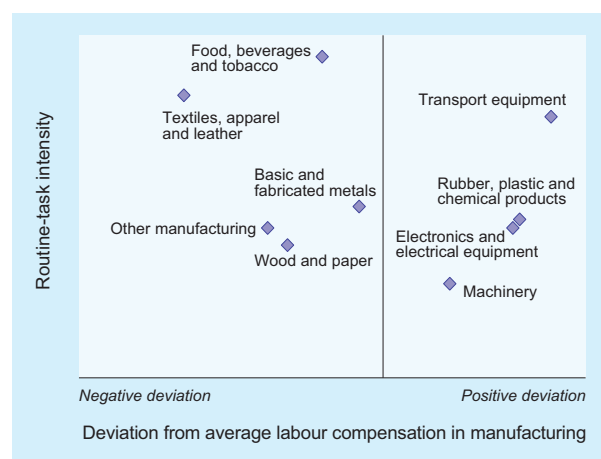 Food, beverages
and tobacco
Textiles, apparel
and leather
Transport equipment
Basic and
fabricated metals
Rubber, plastic and
chemical products
Other manufacturing
Electronics and
electrical equipment
Wood and paper
Machinery
Routine-task intensity
Negative deviation
Positive deviation
Deviation from average labour compensation in manufacturing